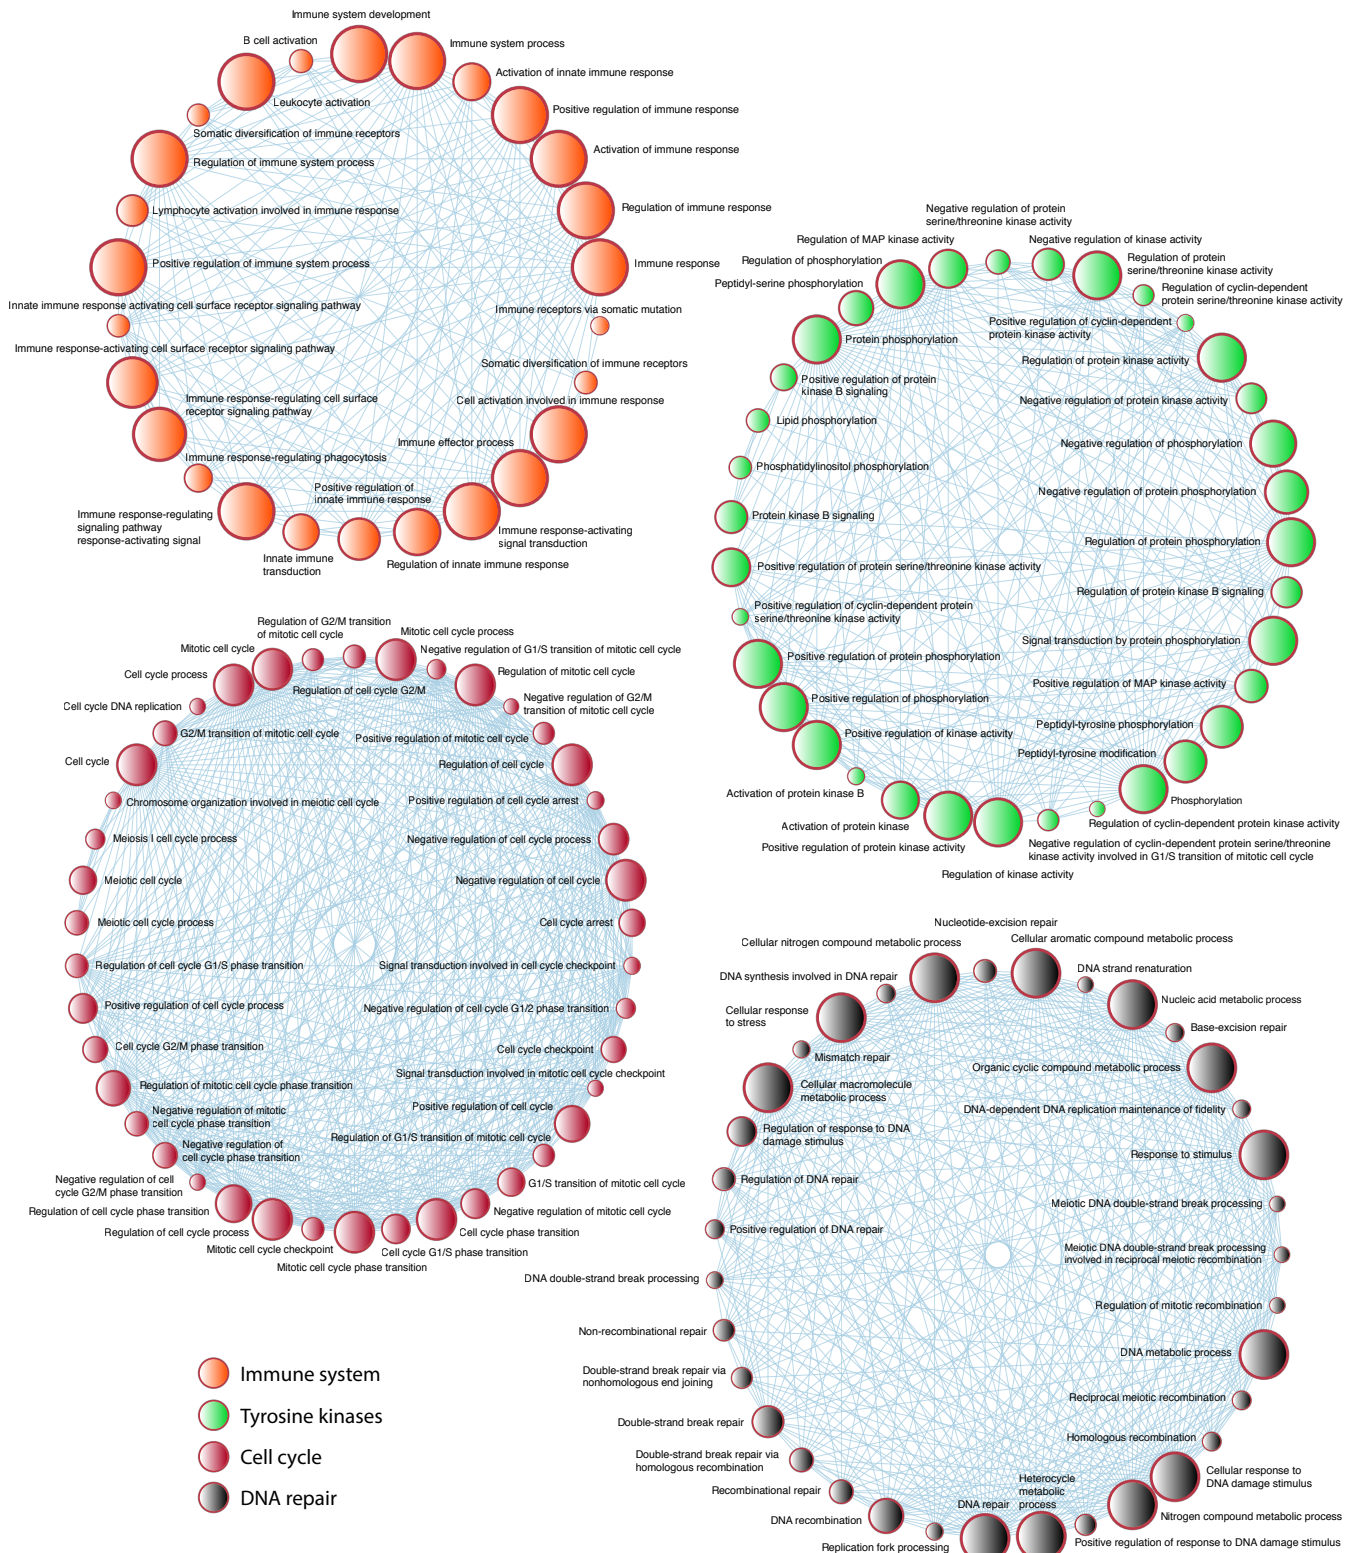 Immune system development
B cell activation
Immune system process
Activation of innate immune response
Leukocyte activation
Positive regulation of immune response
Somatic diversification of immune receptors
Activation of immune response
Regulation of immune system process
Lymphocyte activation involved in immune response
Regulation of immune response
Positive regulation of immune system process
Immune response
Innate immune response activating cell surface receptor signaling pathway
Immune receptors via somatic mutation
Immune response-activating cell surface receptor signaling pathway
Somatic diversification of immune receptors
Immune response-regulating cell surface
receptor signaling pathway
Cell activation involved in immune response
Immune effector process
Immune response-regulating phagocytosis
Positive regulation of
innate immune response
Immune response-regulating
signaling pathway
response-activating signal
Innate immune
transduction
Regulation of innate immune response
Immune response-activating
signal transduction
Negative regulation of protein
serine/threonine kinase activity
Regulation of MAP kinase activity
Negative regulation of kinase activity
Regulation of phosphorylation
Regulation of protein
serine/threonine kinase activity
Peptidyl-serine phosphorylation
Regulation of cyclin-dependent
protein serine/threonine kinase activity
Positive regulation of cyclin-dependent
protein kinase activity
Protein phosphorylation
Regulation of protein kinase activity
Positive regulation of protein
kinase B signaling
Negative regulation of protein kinase activity
Lipid phosphorylation
Negative regulation of phosphorylation
Phosphatidylinositol phosphorylation
Negative regulation of protein phosphorylation
Protein kinase B signaling
Regulation of protein phosphorylation
Positive regulation of protein serine/threonine kinase activity
Regulation of protein kinase B signaling
Positive regulation of cyclin-dependent protein
serine/threonine kinase activity
Signal transduction by protein phosphorylation
Positive regulation of protein phosphorylation
Positive regulation of MAP kinase activity
Positive regulation of phosphorylation
Peptidyl-tyrosine phosphorylation
Positive regulation of kinase activity
Peptidyl-tyrosine modification
Activation of protein kinase B
Phosphorylation
Activation of protein kinase
Regulation of cyclin-dependent protein kinase activity
Positive regulation of protein kinase activity
Negative regulation of cyclin-dependent protein serine/threonine
kinase activity involved in G1/S transition of mitotic cell cycle
Regulation of kinase activity
Regulation of G2/M transition
of mitotic cell cycle
Mitotic cell cycle process
Mitotic cell cycle
Negative regulation of G1/S transition of mitotic cell cycle
Cell cycle process
Regulation of mitotic cell cycle
Regulation of cell cycle G2/M
Cell cycle DNA replication
Negative regulation of G2/M
transition of mitotic cell cycle
G2/M transition of mitotic cell cycle
Positive regulation of mitotic cell cycle
Cell cycle
Regulation of cell cycle
Chromosome organization involved in meiotic cell cycle
Positive regulation of cell cycle arrest
Meiosis I cell cycle process
Negative regulation of cell cycle process
Meiotic cell cycle
Negative regulation of cell cycle
Meiotic cell cycle process
Cell cycle arrest
Regulation of cell cycle G1/S phase transition
Signal transduction involved in cell cycle checkpoint
Positive regulation of cell cycle process
Negative regulation of cell cycle G1/2 phase transition
Cell cycle G2/M phase transition
Cell cycle checkpoint
Signal transduction involved in mitotic cell cycle checkpoint
Regulation of mitotic cell cycle phase transition
Positive regulation of cell cycle
Negative regulation of mitotic
cell cycle phase transition
Regulation of G1/S transition of mitotic cell cycle
Negative regulation of
cell cycle phase transition
Negative regulation of cell
cycle G2/M phase transition
G1/S transition of mitotic cell cycle
Regulation of cell cycle phase transition
Negative regulation of mitotic cell cycle
Regulation of cell cycle process
Cell cycle phase transition
Mitotic cell cycle checkpoint
Cell cycle G1/S phase transition
Mitotic cell cycle phase transition
Nucleotide-excision repair
Cellular nitrogen compound metabolic process
Cellular aromatic compound metabolic process
DNA synthesis involved in DNA repair
DNA strand renaturation
Cellular response
to stress
Nucleic acid metabolic process
Base-excision repair
Mismatch repair
Organic cyclic compound metabolic process
Cellular macromolecule
metabolic process
DNA-dependent DNA replication maintenance of fidelity
Regulation of response to DNA
damage stimulus
Response to stimulus
Regulation of DNA repair
Meiotic DNA double-strand break processing
Positive regulation of DNA repair
Meiotic DNA double-strand break processing
involved in reciprocal meiotic recombination
DNA double-strand break processing
Regulation of mitotic recombination
Non-recombinational repair
DNA metabolic process
Double-strand break repair via
nonhomologous end joining
Reciprocal meiotic recombination
Double-strand break repair
Homologous recombination
Double-strand break repair via
homologous recombination
Cellular response to
DNA damage stimulus
Recombinational repair
Heterocycle
metabolic
process
DNA repair
DNA recombination
Nitrogen compound metabolic process
Replication fork processing
Positive regulation of response to DNA damage stimulus
Immune system
Tyrosine kinases
Cell cycle
DNA repair